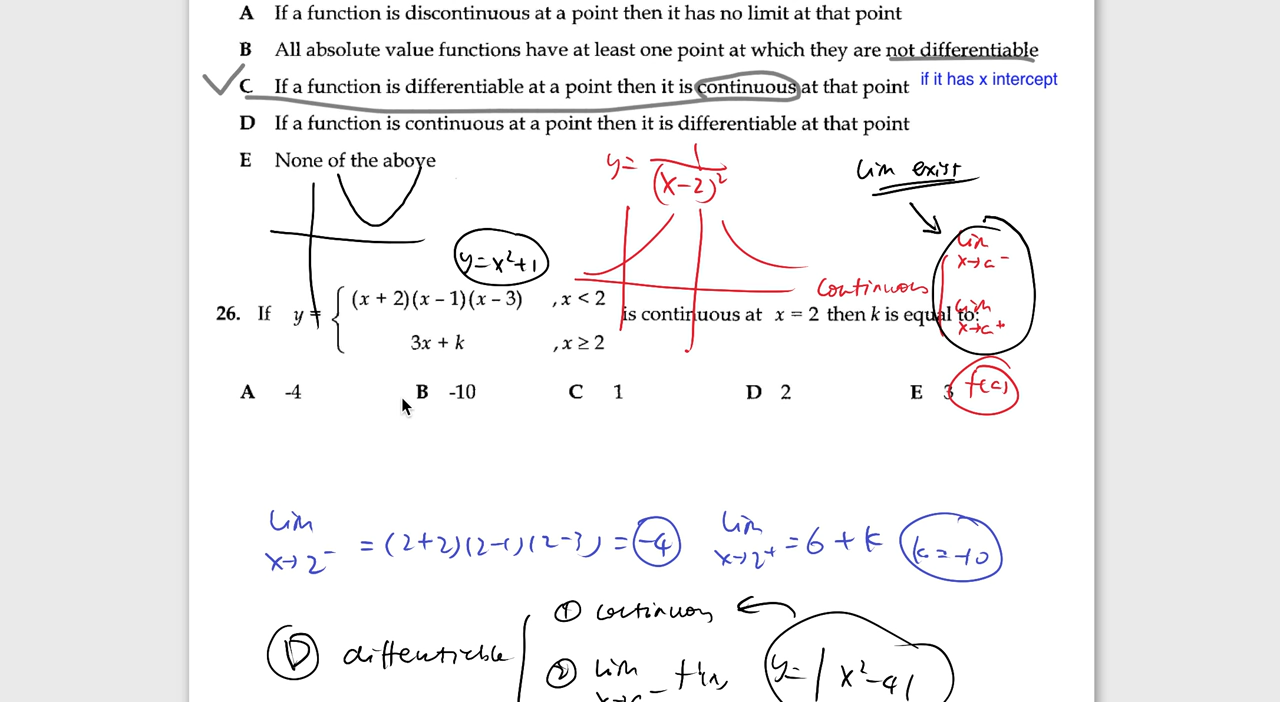 A If a function is discontinuous at a point then it has no limit at that point
B All absolute value functions have at least one point at which they are not differentiable
C If a function is differentiable at a point then it is continuous at that point if it has x intercept
D If a function is continuous at a point then it is differentiable at that point
E None of the above
y= 1/(x-2)²
lim exist
y=x²+1
lim x→c⁻
continuous
lim x→c⁺
26. If y = { (x + 2)(x – 1)(x – 3) , x < 2
3x + k , x ≥ 2
is continuous at x = 2 then k is equal to:
A -4 B -10 C 1 D 2 E 3
f(c)
lim x→2⁻ = (2+2)(2-1)(2-3) = -4 lim x→2⁺ = 6 + k k = -10
① continuous
D differentiable
② lim y= |x²-4|